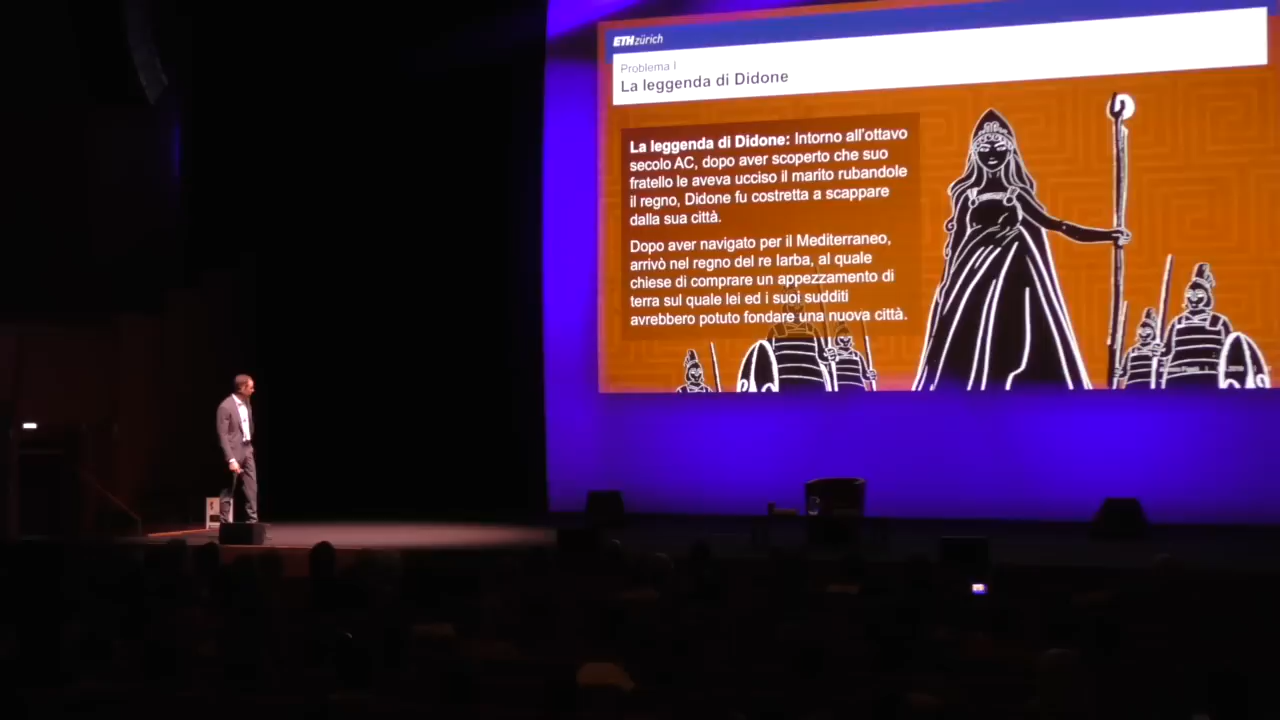 ETH zürich
Problema I
La leggenda di Didone
La leggenda di Didone: Intorno all'ottavo
secolo AC, dopo aver scoperto che suo
fratello le aveva ucciso il marito rubandole
il regno, Didone fu costretta a scappare
dalla sua città.
Dopo aver navigato per il Mediterraneo,
arrivò nel regno del re Iarba, al quale
chiese di comprare un appezzamento di
terra sul quale lei ed i suoi sudditi
avrebbero potuto fondare una nuova città.